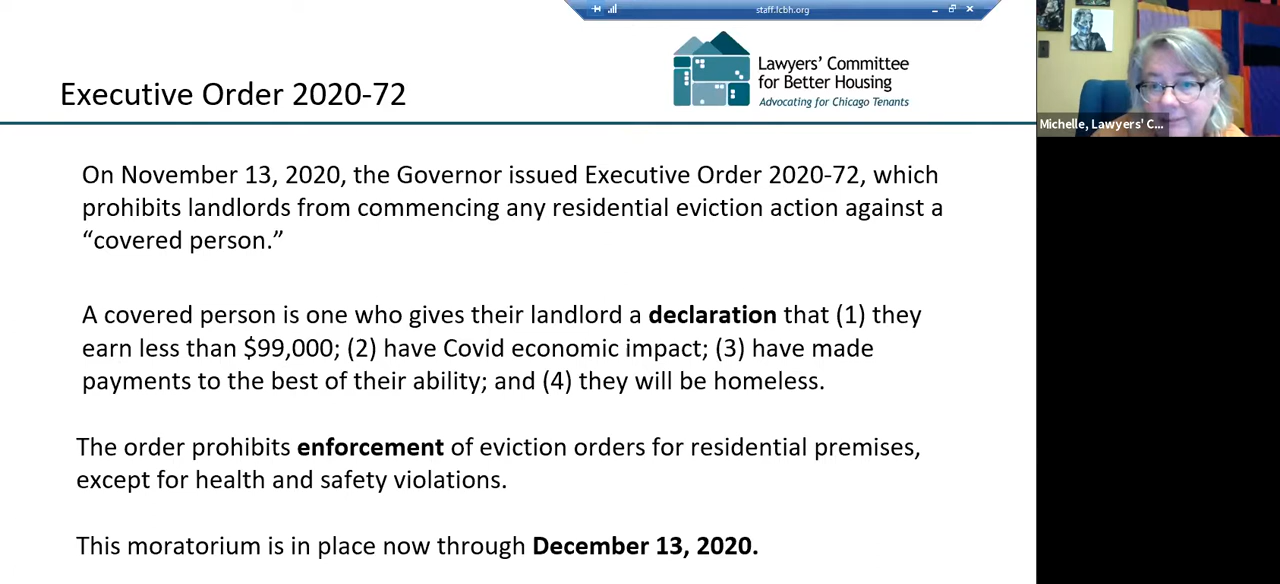 staff.lcbh.org
Lawyers' Committee
for Better Housing
Advocating for Chicago Tenants
Executive Order 2020-72
Michelle, Lawyers' C...
On November 13, 2020, the Governor issued Executive Order 2020-72, which
prohibits landlords from commencing any residential eviction action against a
“covered person.”
A covered person is one who gives their landlord a declaration that (1) they
earn less than $99,000; (2) have Covid economic impact; (3) have made
payments to the best of their ability; and (4) they will be homeless.
The order prohibits enforcement of eviction orders for residential premises,
except for health and safety violations.
This moratorium is in place now through December 13, 2020.